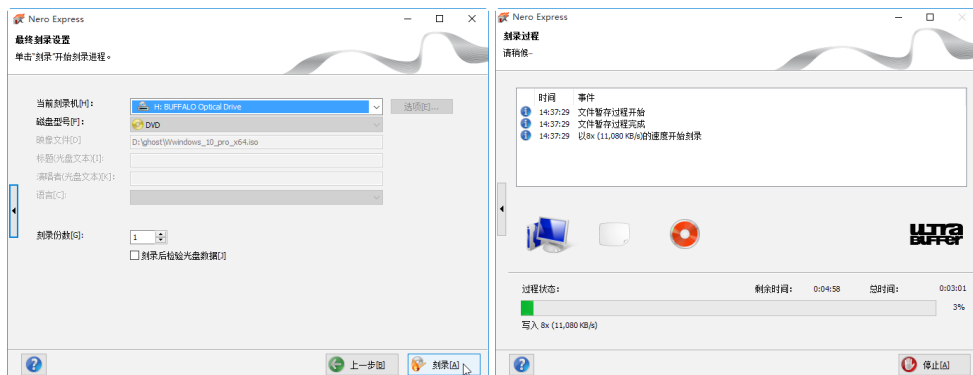 Nero Express
最终刻录设置
单击"刻录"开始刻录进程。
当前刻录机[H]:
H: BUFFALO Optical Drive
选项[E]...
磁盘型号[F]:
DVD
映像文件[O]
D:\ghost\Wwindows_10_pro_x64.iso
标题(光盘文本)[I]:
演唱者(光盘文本)[K]:
语言[C]:
刻录份数[G]:
1
刻录后检验光盘数据[J]
上一步[B]
刻录[A]
Nero Express
刻录过程
请稍候~
时间 事件
14:37:29 文件暂存过程开始
14:37:29 文件暂存过程完成
14:37:29 以8x (11,080 KB/s)的速度开始刻录
ULTRA
BUFFER
过程状态: 剩余时间: 0:04:58 总时间: 0:03:01
3%
写入 8x (11,080 KB/s)
停止[A]